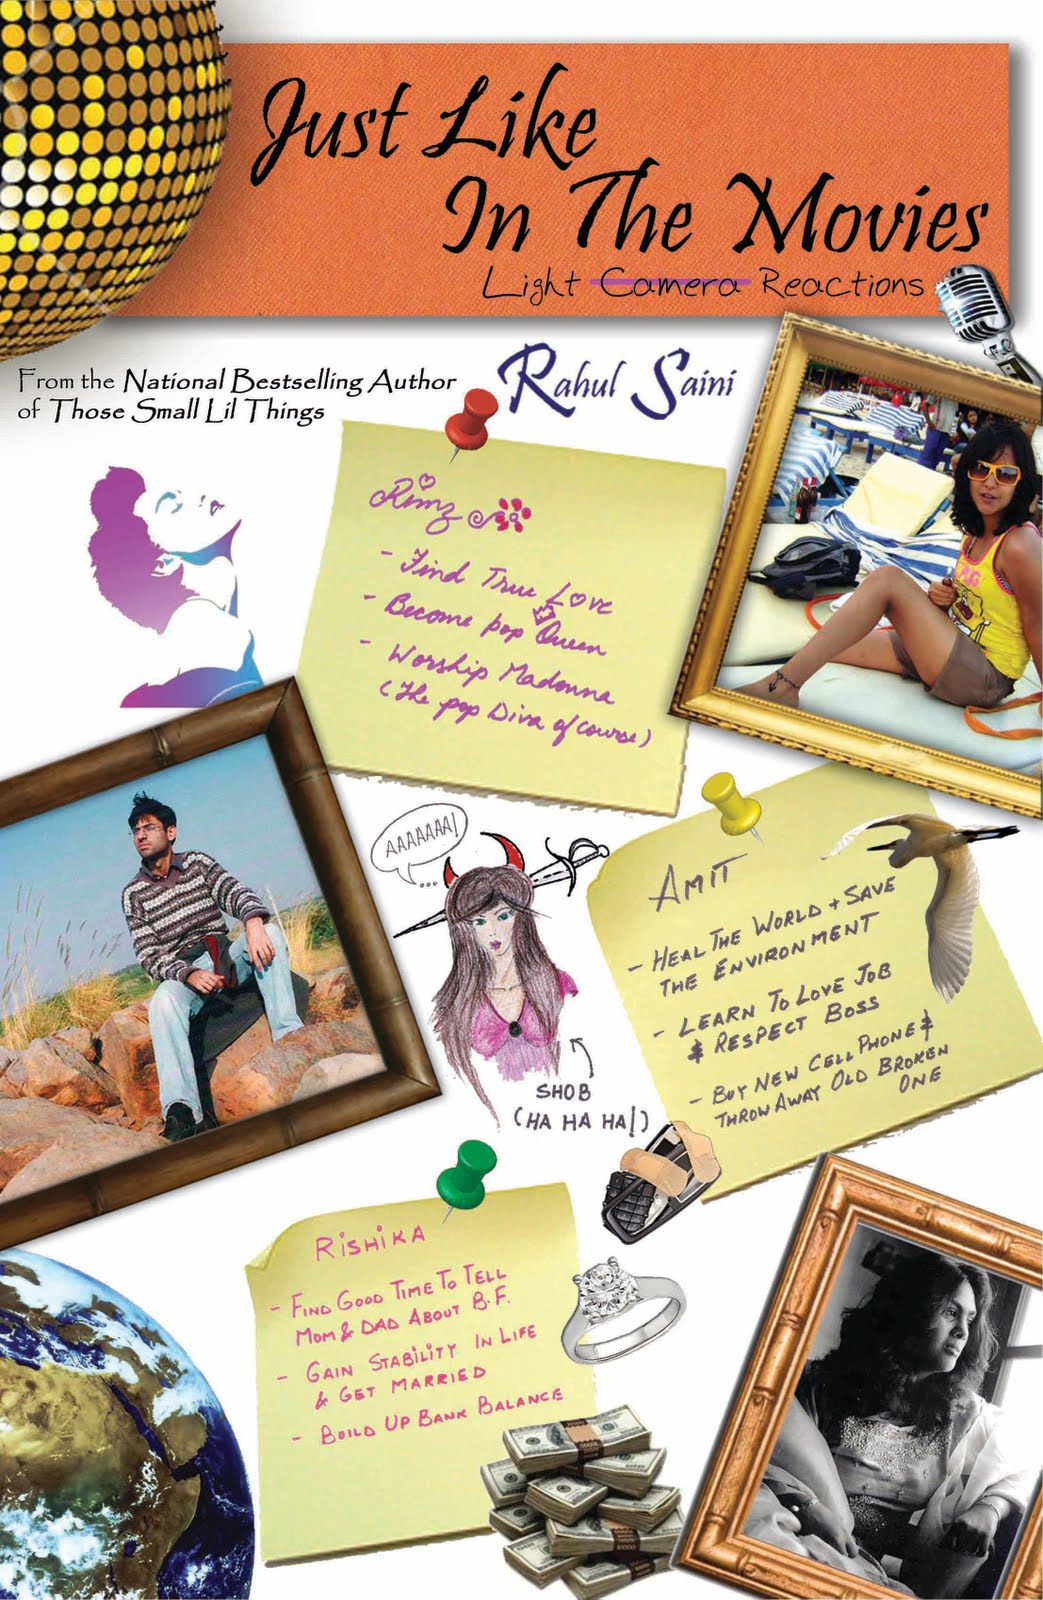 Just Like
In The Movies
Light Camera Reactions
From the National Bestselling Author
of Those Small Lil Things
Rahul Saini
Rimz
- Find True Love
- Become pop Queen
- Worship Madonna
(The pop Diva of course)
AAAAAAA!
SHOB
(HA HA HA!)
AMIT
- HEAL THE WORLD + SAVE
THE ENVIRONMENT
- LEARN TO LOVE JOB
& RESPECT BOSS
- BUY NEW CELL PHONE &
THROW AWAY OLD BROKEN
ONE
RISHIKA
- FIND GOOD TIME TO TELL
MOM & DAD ABOUT B.F.
- GAIN STABILITY IN LIFE
& GET MARRIED
- BUILD UP BANK BALANCE